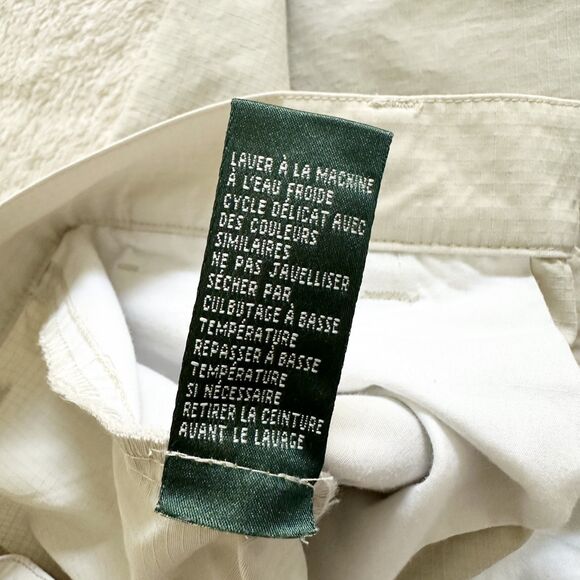 LAVER À LA MACHINE
À L'EAU FROIDE
CYCLE DÉLICAT AVEC
DES COULEURS
SIMILAIRES
NE PAS JAVELLISER
SÉCHER PAR
CULBUTAGE À BASSE
TEMPÉRATURE
REPASSER À BASSE
TEMPÉRATURE
SI NÉCESSAIRE
RETIRER LA CEINTURE
AVANT LE LAVAGE